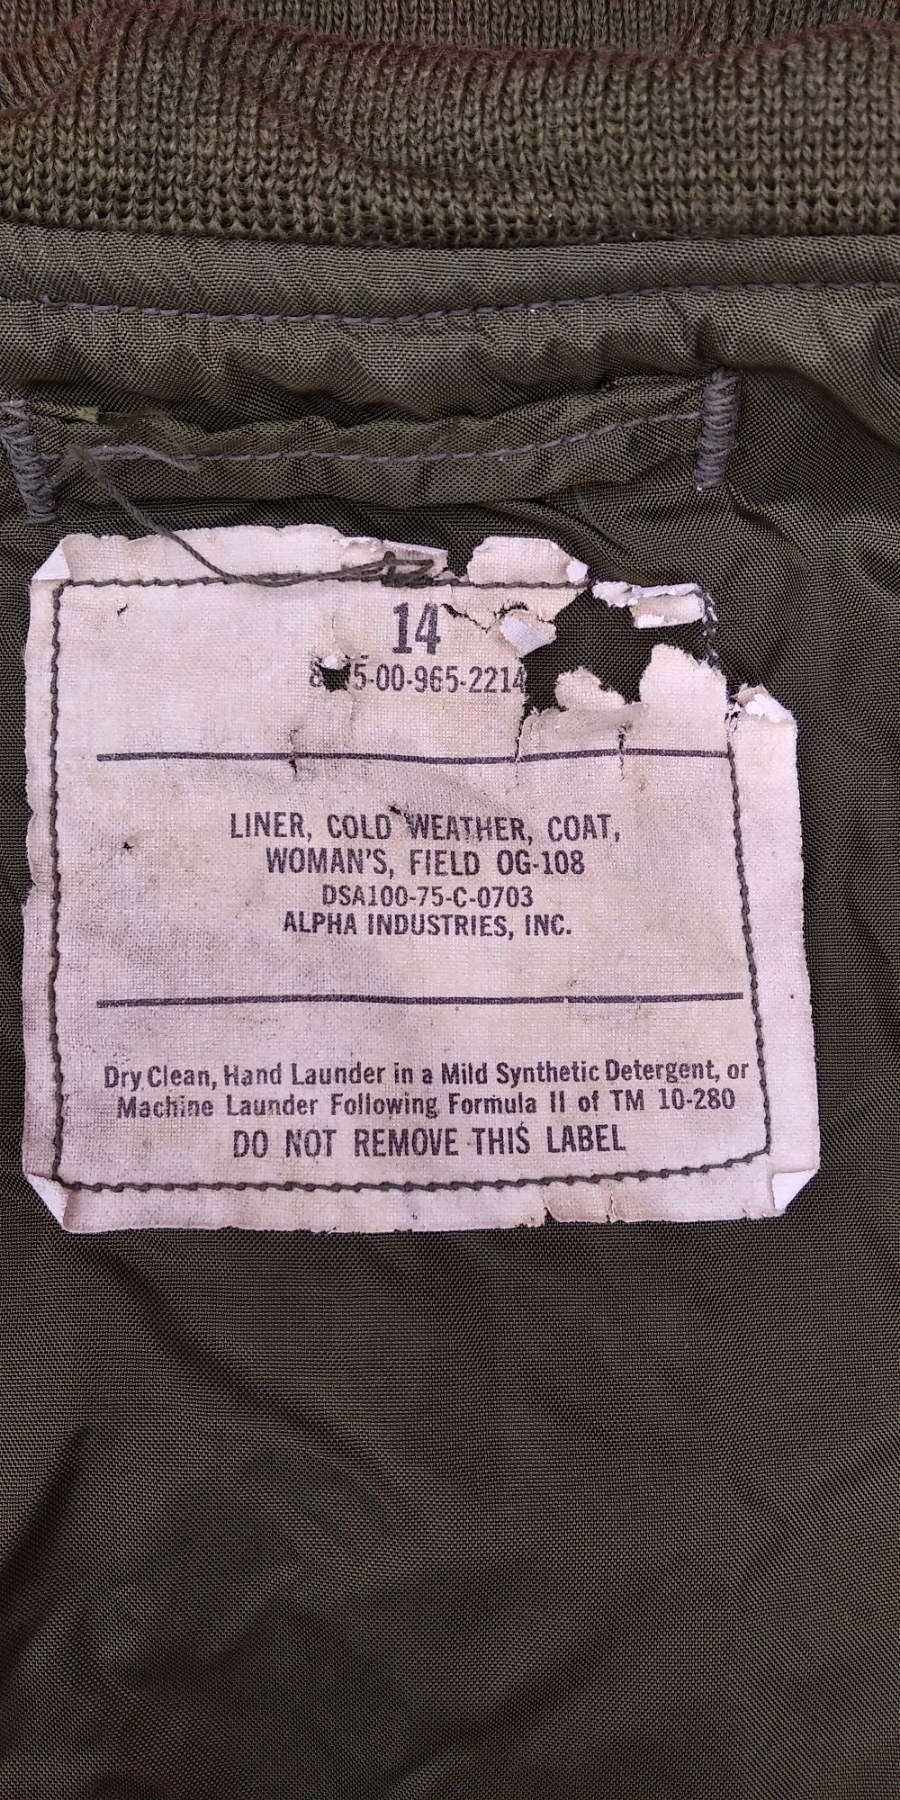 14
5-00-965-2214
LINER, COLD WEATHER, COAT,
WOMAN'S, FIELD OG-108
DSA100-75-C-0703
ALPHA INDUSTRIES, INC.
Dry Clean, Hand Launder in a Mild Synthetic Detergent, or
Machine Launder Following Formula II of TM 10-280
DO NOT REMOVE THIS LABEL